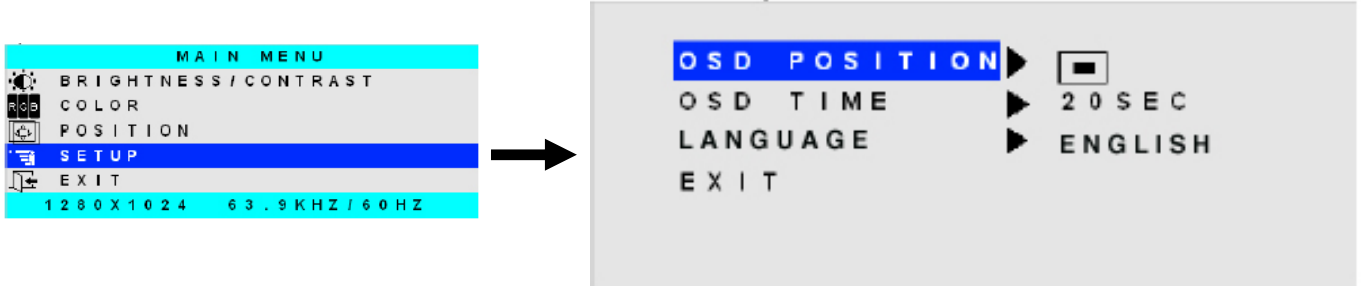 MAIN MENU
BRIGHTNESS/CONTRAST
RGB COLOR
POSITION
SETUP
EXIT
1280X1024 63.9KHZ/60HZ
OSD POSITION
OSD TIME 20SEC
LANGUAGE ENGLISH
EXIT